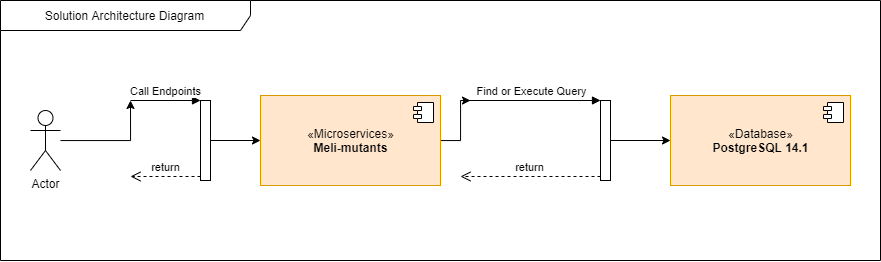 Solution Architecture Diagram
Call Endpoints
Find or Execute Query
«Microservices»
Meli-mutants
«Database»
PostgreSQL 14.1
return
return
Actor